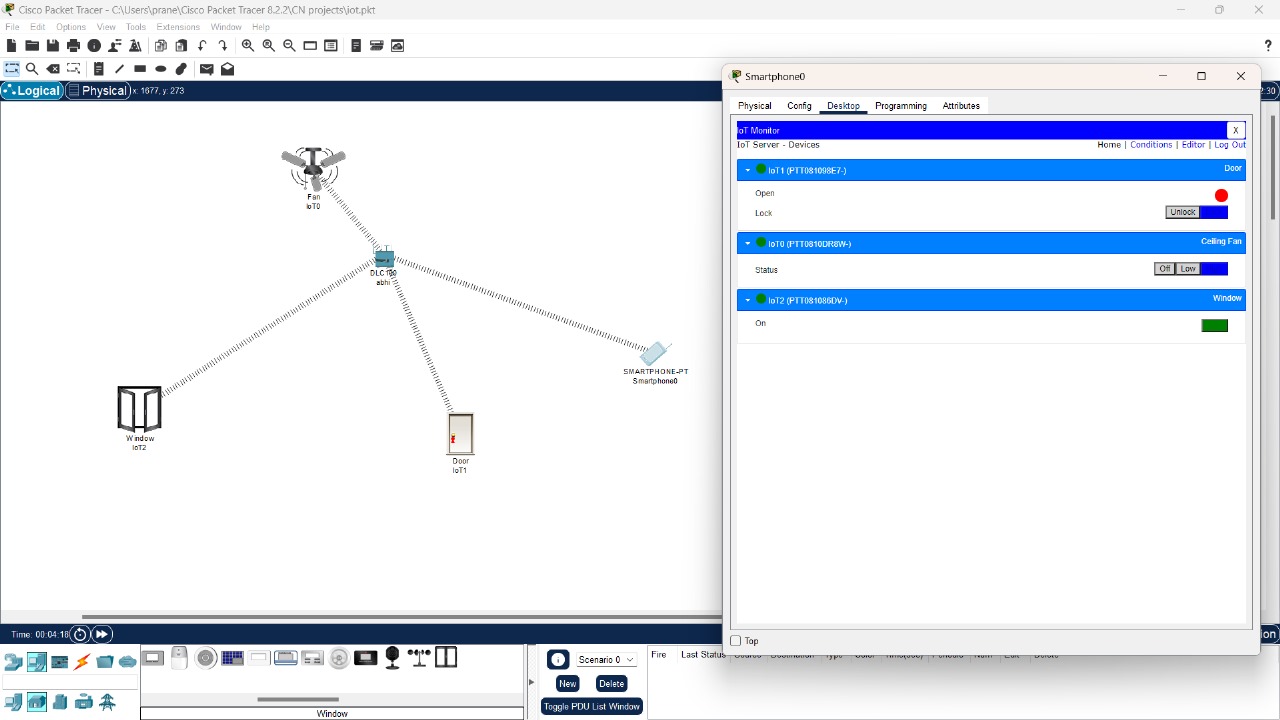 Cisco Packet Tracer - C:\Users\prane\Cisco Packet Tracer 8.2.2\CN projects\iot.pkt
File Edit Options View Tools Extensions Window Help
?
Logical Physical x: 1677, y: 273
:30
Fan
IoT0
DLC100
abhi
SMARTPHONE-PT
Smartphone0
Window
IoT2
Door
IoT1
Smartphone0
Physical Config Desktop Programming Attributes
IoT Monitor X
IoT Server - Devices Home | Conditions | Editor | Log Out
IoT1 (PTT081098E7-) Door
Open
Lock Unlock
IoT0 (PTT0810DR8W-) Ceiling Fan
Status Off Low
IoT2 (PTT081086DV-) Window
On
Top
Time: 00:04:18
Scenario 0
New Delete
Toggle PDU List Window
Fire Last Status
Window